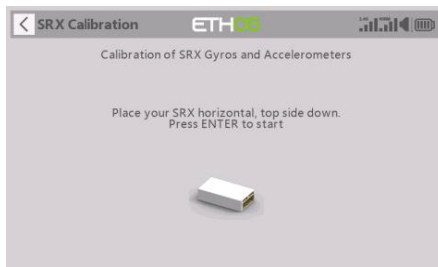 SRX Calibration
ETHOS
Calibration of SRX Gyros and Accelerometers
Place your SRX horizontal, top side down.
Press ENTER to start